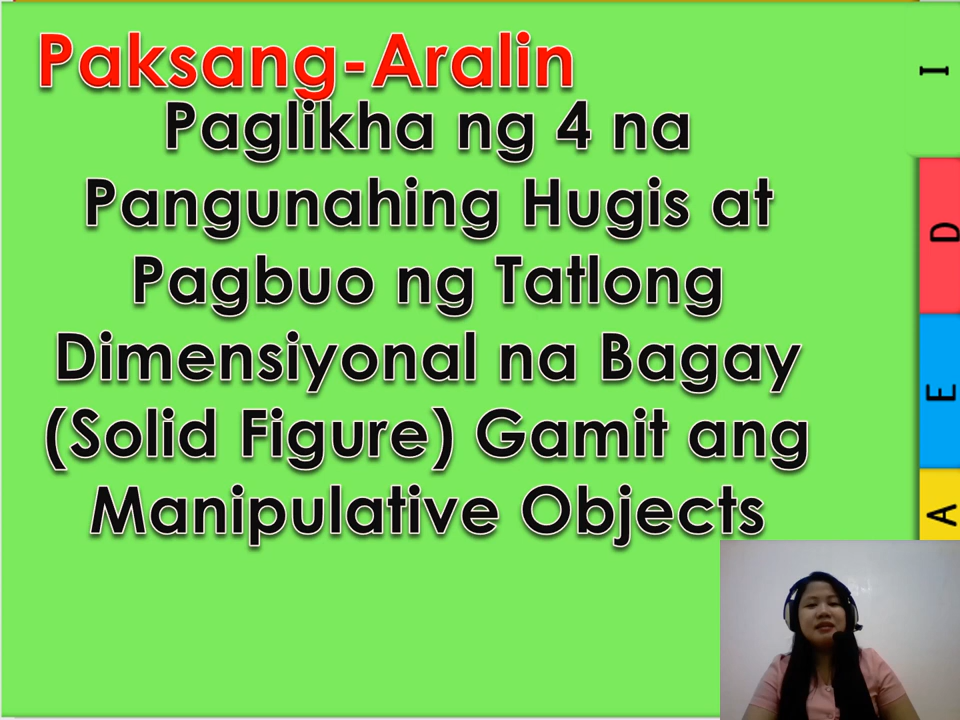 Paksang-Aralin
Paglikha ng 4 na
Pangunahing Hugis at
Pagbuo ng Tatlong
Dimensiyonal na Bagay
(Solid Figure) Gamit ang
Manipulative Objects
I
D
E
A